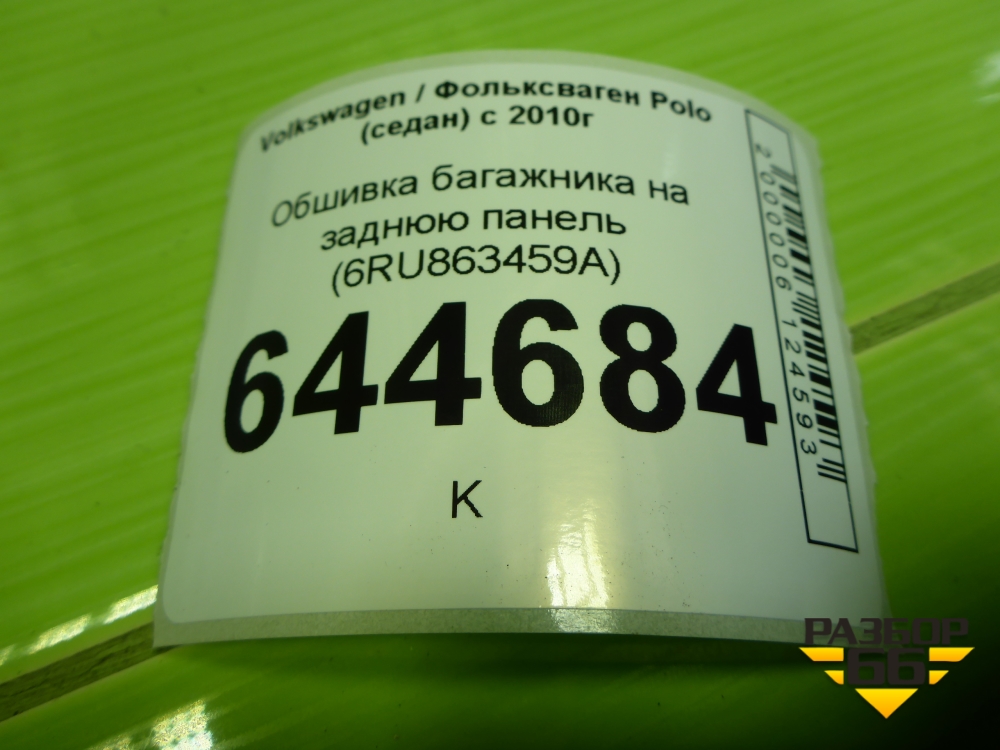 Volkswagen / Фольксваген Polo
(седан) с 2010г
Обшивка багажника на
заднюю панель
(6RU863459A)
644684
К
2000006124593
РАЗБОР
66